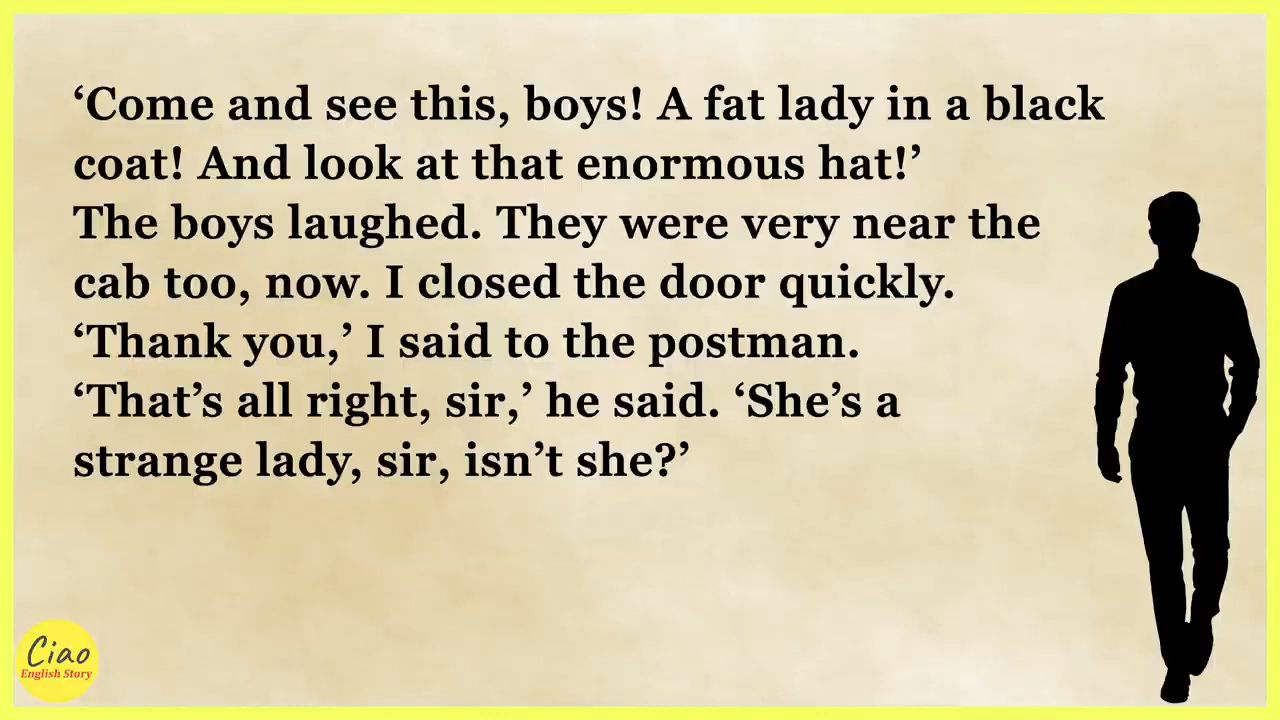 ‘Come and see this, boys! A fat lady in a black
coat! And look at that enormous hat!’
The boys laughed. They were very near the
cab too, now. I closed the door quickly.
‘Thank you,’ I said to the postman.
‘That’s all right, sir,’ he said. ‘She’s a
strange lady, sir, isn’t she?’
Ciao
English Story